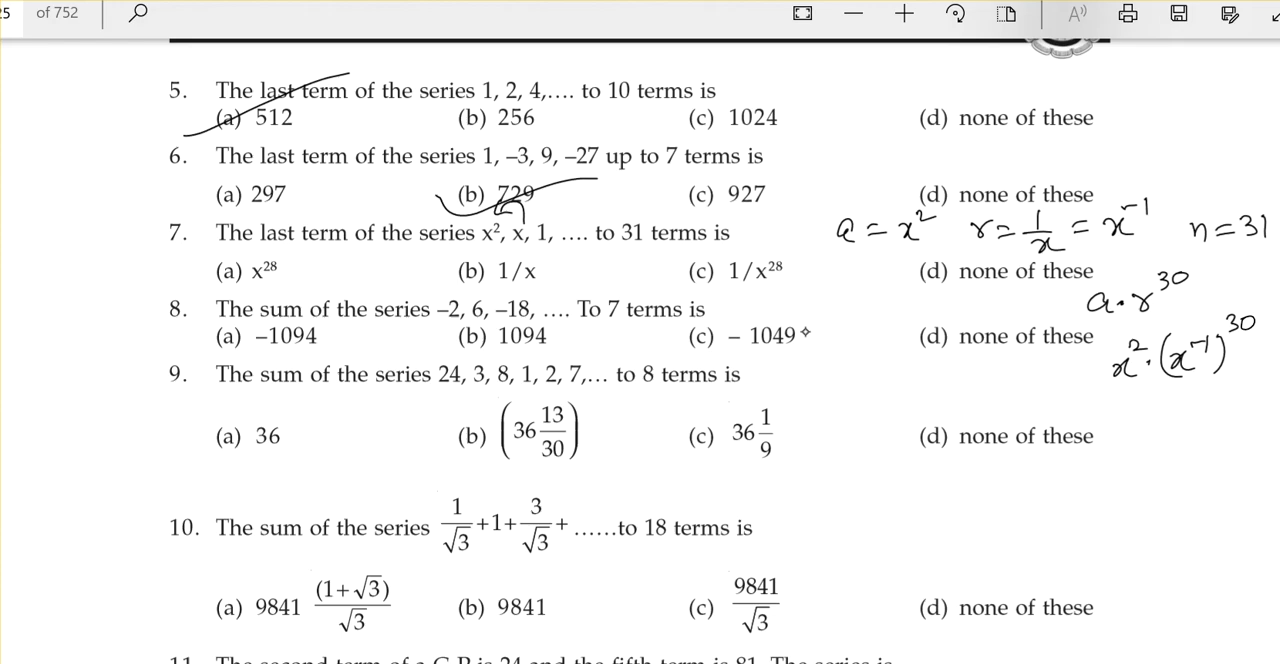 25 of 752
5. The last term of the series 1, 2, 4,.... to 10 terms is
(a) 512 (b) 256 (c) 1024 (d) none of these
6. The last term of the series 1, –3, 9, –27 up to 7 terms is
(a) 297 (b) 729 (c) 927 (d) none of these
a = x² r = 1/x = x⁻¹ n = 31
7. The last term of the series x², x, 1, .... to 31 terms is
(a) x²⁸ (b) 1/x (c) 1/x²⁸ (d) none of these
a·r³⁰
8. The sum of the series –2, 6, –18, .... To 7 terms is
(a) –1094 (b) 1094 (c) – 1049 (d) none of these
x²·(x⁻¹)³⁰
9. The sum of the series 24, 3, 8, 1, 2, 7,... to 8 terms is
(a) 36 (b) (36 13/30) (c) 36 1/9 (d) none of these
10. The sum of the series 1/√3 +1+ 3/√3 + ......to 18 terms is
(a) 9841 (1+√3)/√3 (b) 9841 (c) 9841/√3 (d) none of these